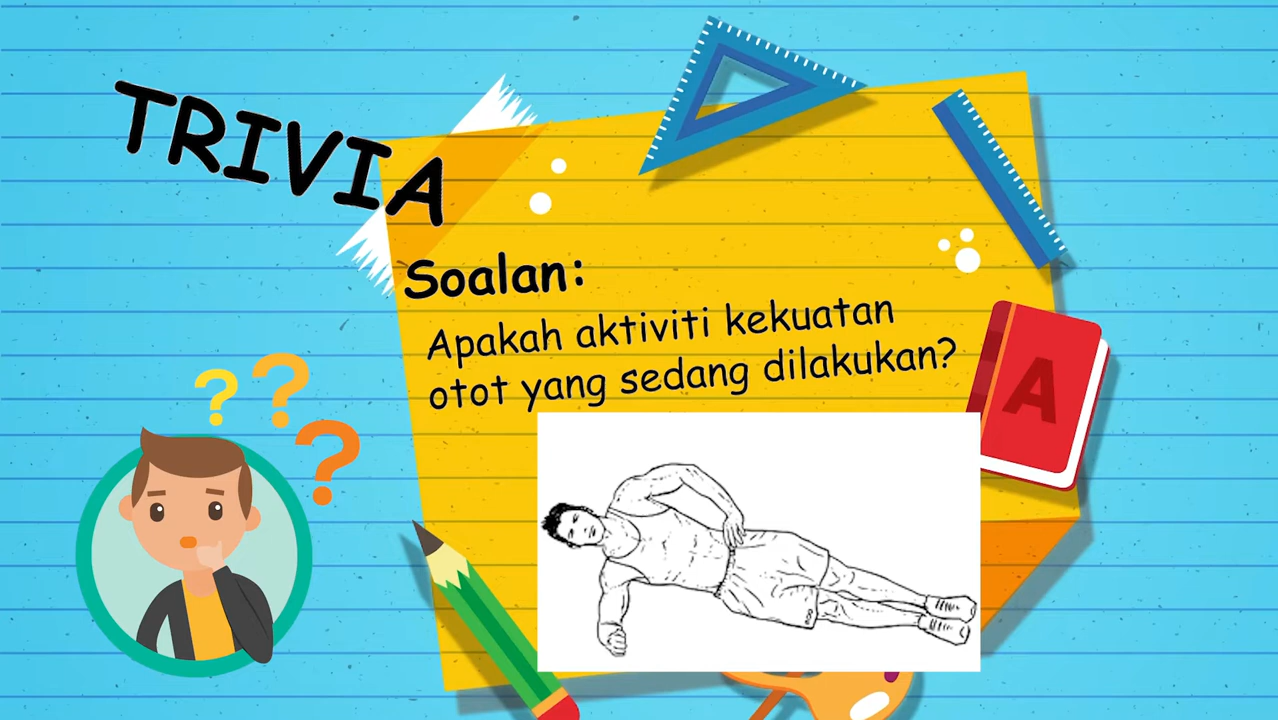 TRIVIA
Soalan:
Apakah aktiviti kekuatan
otot yang sedang dilakukan?
A